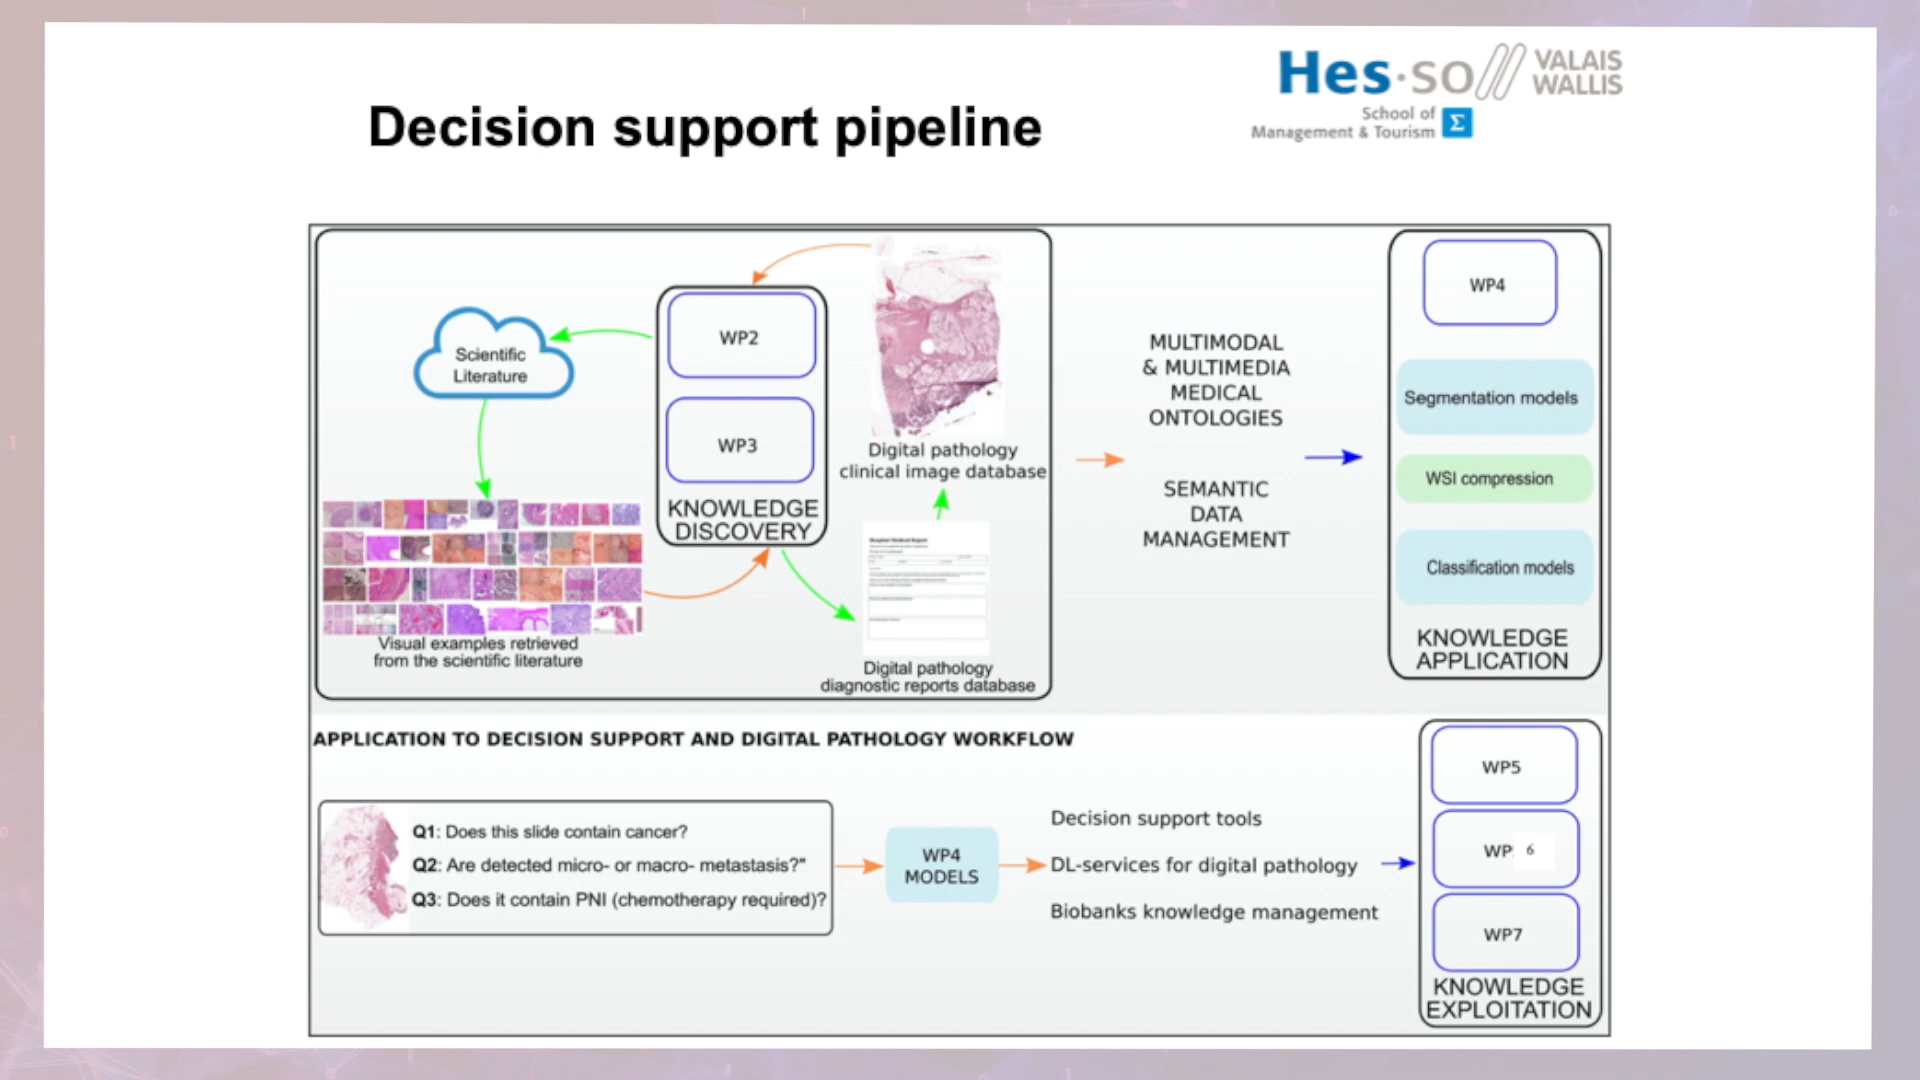 Decision support pipeline
Hes·so VALAIS
WALLIS
School of
Management & Tourism Σ
Scientific
Literature
WP2
WP3
KNOWLEDGE
DISCOVERY
Digital pathology
clinical image database
Visual examples retrieved
from the scientific literature
Digital pathology
diagnostic reports database
MULTIMODAL
& MULTIMEDIA
MEDICAL
ONTOLOGIES
SEMANTIC
DATA
MANAGEMENT
WP4
Segmentation models
WSI compression
Classification models
KNOWLEDGE
APPLICATION
APPLICATION TO DECISION SUPPORT AND DIGITAL PATHOLOGY WORKFLOW
Q1: Does this slide contain cancer?
Q2: Are detected micro- or macro- metastasis?"
Q3: Does it contain PNI (chemotherapy required)?
WP4
MODELS
Decision support tools
DL-services for digital pathology
Biobanks knowledge management
WP5
WP 6
WP7
KNOWLEDGE
EXPLOITATION